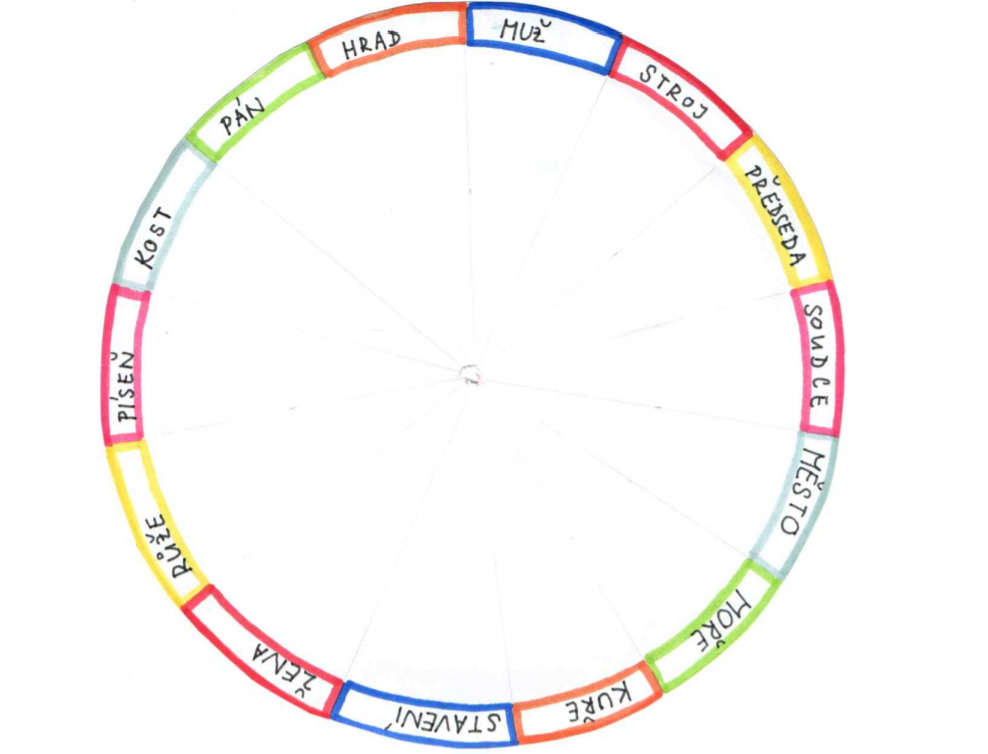 MUŽ
STROJ
PŘEDSEDA
SOUDCE
MĚSTO
MOŘE
KUŘE
STAVENÍ
ŽENA
RŮŽE
PÍSEŇ
KOST
PÁN
HRAD